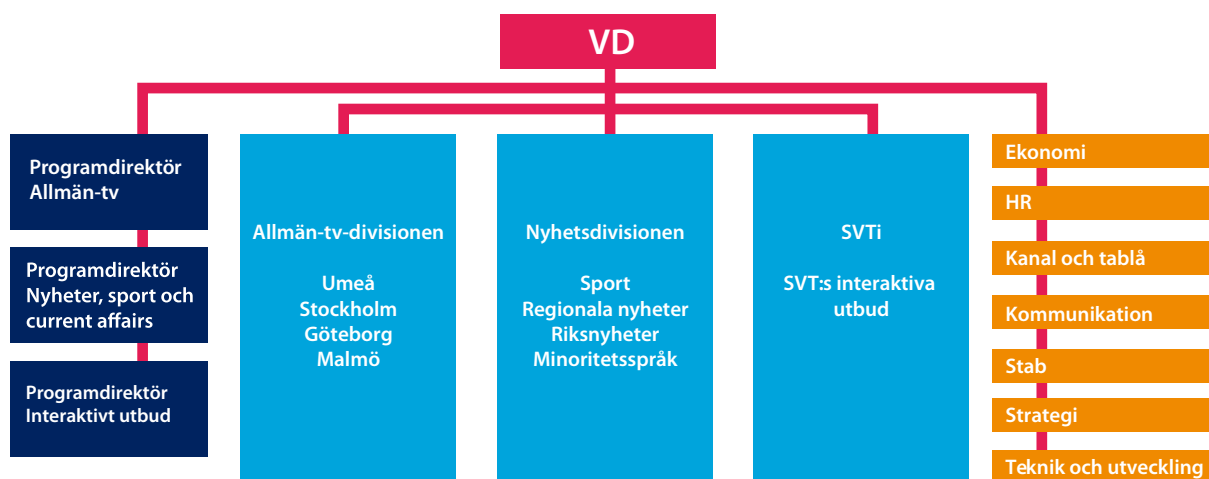 VD
Programdirektör
Allmän-tv
Programdirektör
Nyheter, sport och
current affairs
Programdirektör
Interaktivt utbud
Allmän-tv-divisionen
Umeå
Stockholm
Göteborg
Malmö
Nyhetsdivisionen
Sport
Regionala nyheter
Riksnyheter
Minoritetsspråk
SVTi
SVT:s interaktiva
utbud
Ekonomi
HR
Kanal och tablå
Kommunikation
Stab
Strategi
Teknik och utveckling